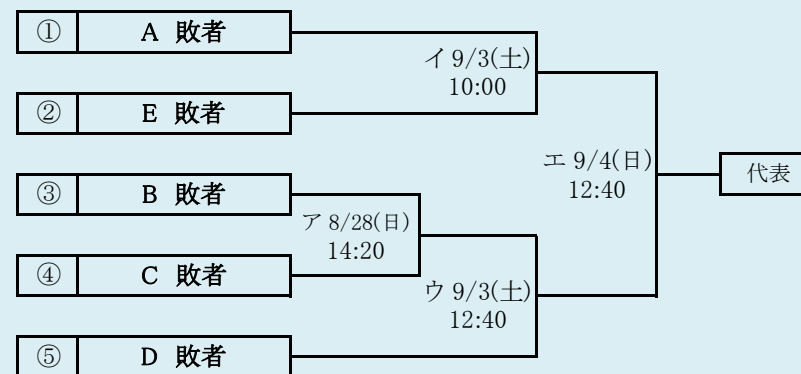 ① A 敗者
イ 9/3(土)
10:00
② E 敗者
エ 9/4(日)
12:40
代表
③ B 敗者
ア 8/28(日)
14:20
④ C 敗者
ウ 9/3(土)
12:40
⑤ D 敗者